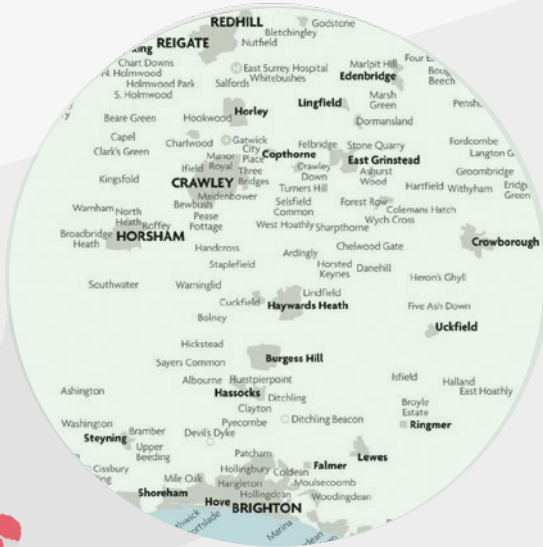 REDHILL
Godstone
Bletchingley
REIGATE
Nutfield
Chart Downs
N. Holmwood
East Surrey Hospital
Whitebushes
Marlpit Hill
Edenbridge
Holmwood Park
Salfords
S. Holmwood
Beech
Marsh
Green
Lingfield
Horley
Beare Green
Hookwood
Dormansland
Capel
Clark's Green
Charlwood
Gatwick
Felbridge
Stone Quarry
Fordcombe
Langton G
Manor
Royal
City
Place
Copthorne
East Grinstead
Ifield
Three
Bridges
Crawley
Down
Ashurst
Wood
Groombridge
Kingsfold
CRAWLEY
Turners Hill
Hartfield
Withyham
Green
Maidenbower
Bewbush
Selsfield
Common
Forest Row
Colemans Hatch
Warnham
North
Heath
Roffey
Pease
Pottage
West Hoathly
Sharpthorne
Wych Cross
Broadbridge
Heath
HORSHAM
Handcross
Ardingly
Chelwood Gate
Crowborough
Staplefield
Horsted
Keynes
Danehill
Heron's Ghyll
Southwater
Warninglid
Lindfield
Cuckfield
Haywards Heath
Five Ash Down
Bolney
Uckfield
Hickstead
Sayers Common
Burgess Hill
Albourne
Hurstpierpoint
Isfield
Halland
East Hoathly
Ashington
Hassocks
Ditchling
Clayton
Broyle
Estate
Washington
Bramber
Pyecombe
Ditchling Beacon
Ringmer
Steyning
Upper
Beeding
Devil's Dyke
Patcham
Lewes
Cissbury
Hollingbury
Coldean
Falmer
Mile Oak
Hangleton
Moulsecoomb
Shoreham
Hollingdean
Woodingdean
Hove
BRIGHTON
Marina